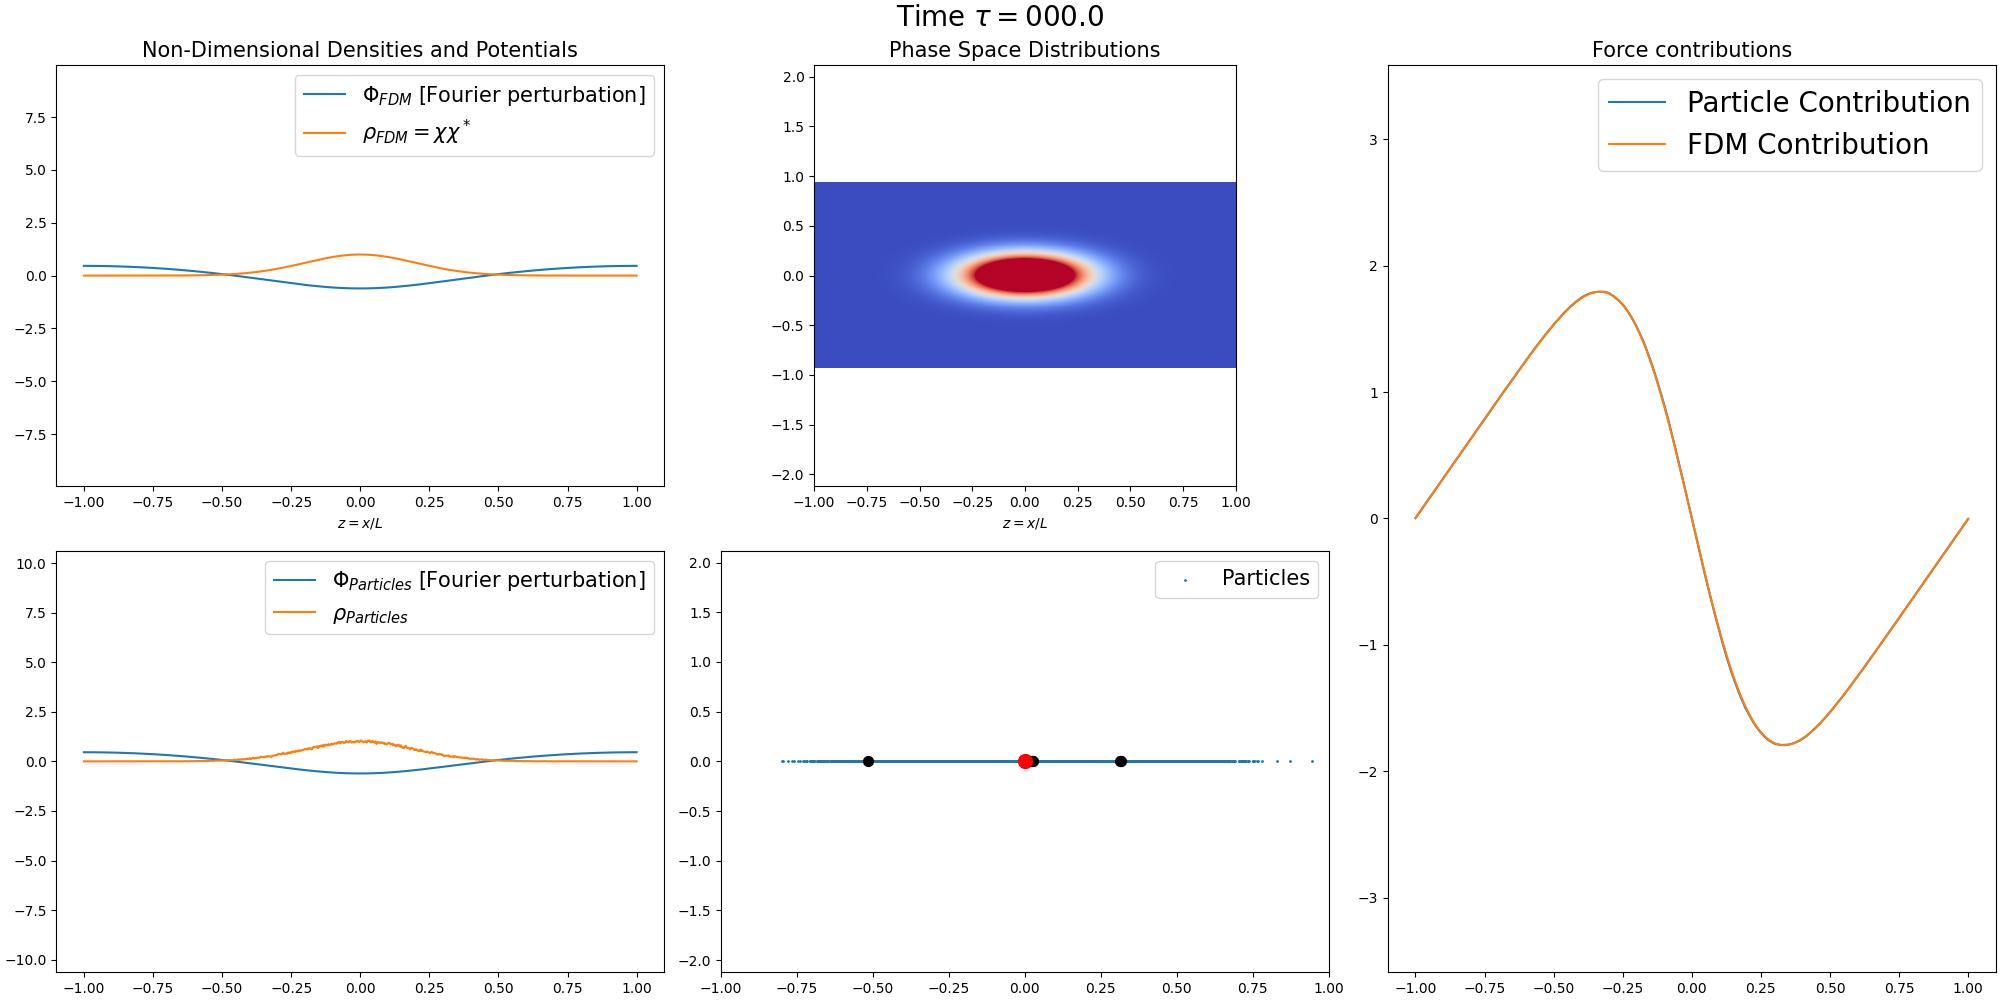 Time τ = 000.0
Non-Dimensional Densities and Potentials
Φ_FDM [Fourier perturbation]
ρ_FDM = χχ*
7.5
5.0
2.5
0.0
−2.5
−5.0
−7.5
−1.00 −0.75 −0.50 −0.25 0.00 0.25 0.50 0.75 1.00
z = x/L
Phase Space Distributions
2.0
1.5
1.0
0.5
0.0
−0.5
−1.0
−1.5
−2.0
−1.00 −0.75 −0.50 −0.25 0.00 0.25 0.50 0.75 1.00
z = x/L
Force contributions
Particle Contribution
FDM Contribution
3
2
1
0
−1
−2
−3
−1.00 −0.75 −0.50 −0.25 0.00 0.25 0.50 0.75 1.00
Φ_Particles [Fourier perturbation]
ρ_Particles
10.0
7.5
5.0
2.5
0.0
−2.5
−5.0
−7.5
−10.0
−1.00 −0.75 −0.50 −0.25 0.00 0.25 0.50 0.75 1.00
Particles
2.0
1.5
1.0
0.5
0.0
−0.5
−1.0
−1.5
−2.0
−1.00 −0.75 −0.50 −0.25 0.00 0.25 0.50 0.75 1.00